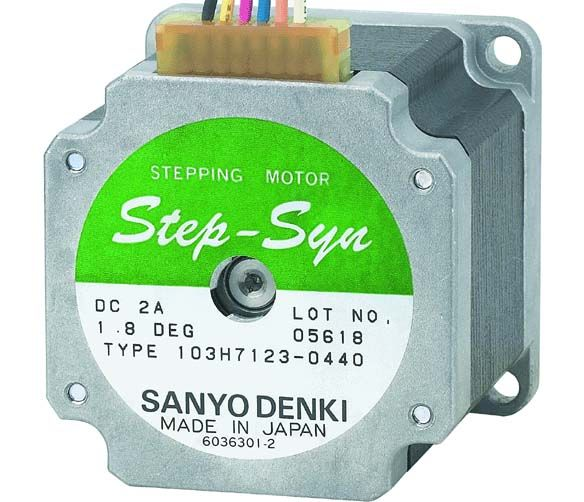 STEPPING MOTOR
Step-Syn
DC 2A
LOT NO.
1.8 DEG
05618
TYPE 103H7123-0440
SANYO DENKI
MADE IN JAPAN
6036301-2